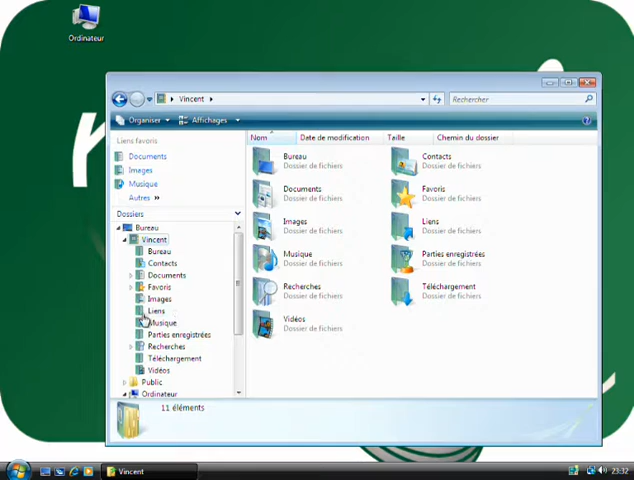 Ordinateur
Vincent
Rechercher
Organiser
Affichages
Liens favoris
Documents
Images
Musique
Autres »
Dossiers
Bureau
Vincent
Bureau
Contacts
Documents
Favoris
Images
Liens
Musique
Parties enregistrées
Recherches
Téléchargement
Vidéos
Public
Ordinateur
Nom Date de modification Taille Chemin du dossier
Bureau
Dossier de fichiers
Contacts
Dossier de fichiers
Documents
Dossier de fichiers
Favoris
Dossier de fichiers
Images
Dossier de fichiers
Liens
Dossier de fichiers
Musique
Dossier de fichiers
Parties enregistrées
Dossier de fichiers
Recherches
Dossier de fichiers
Téléchargement
Dossier de fichiers
Vidéos
Dossier de fichiers
11 éléments
Vincent
23:32